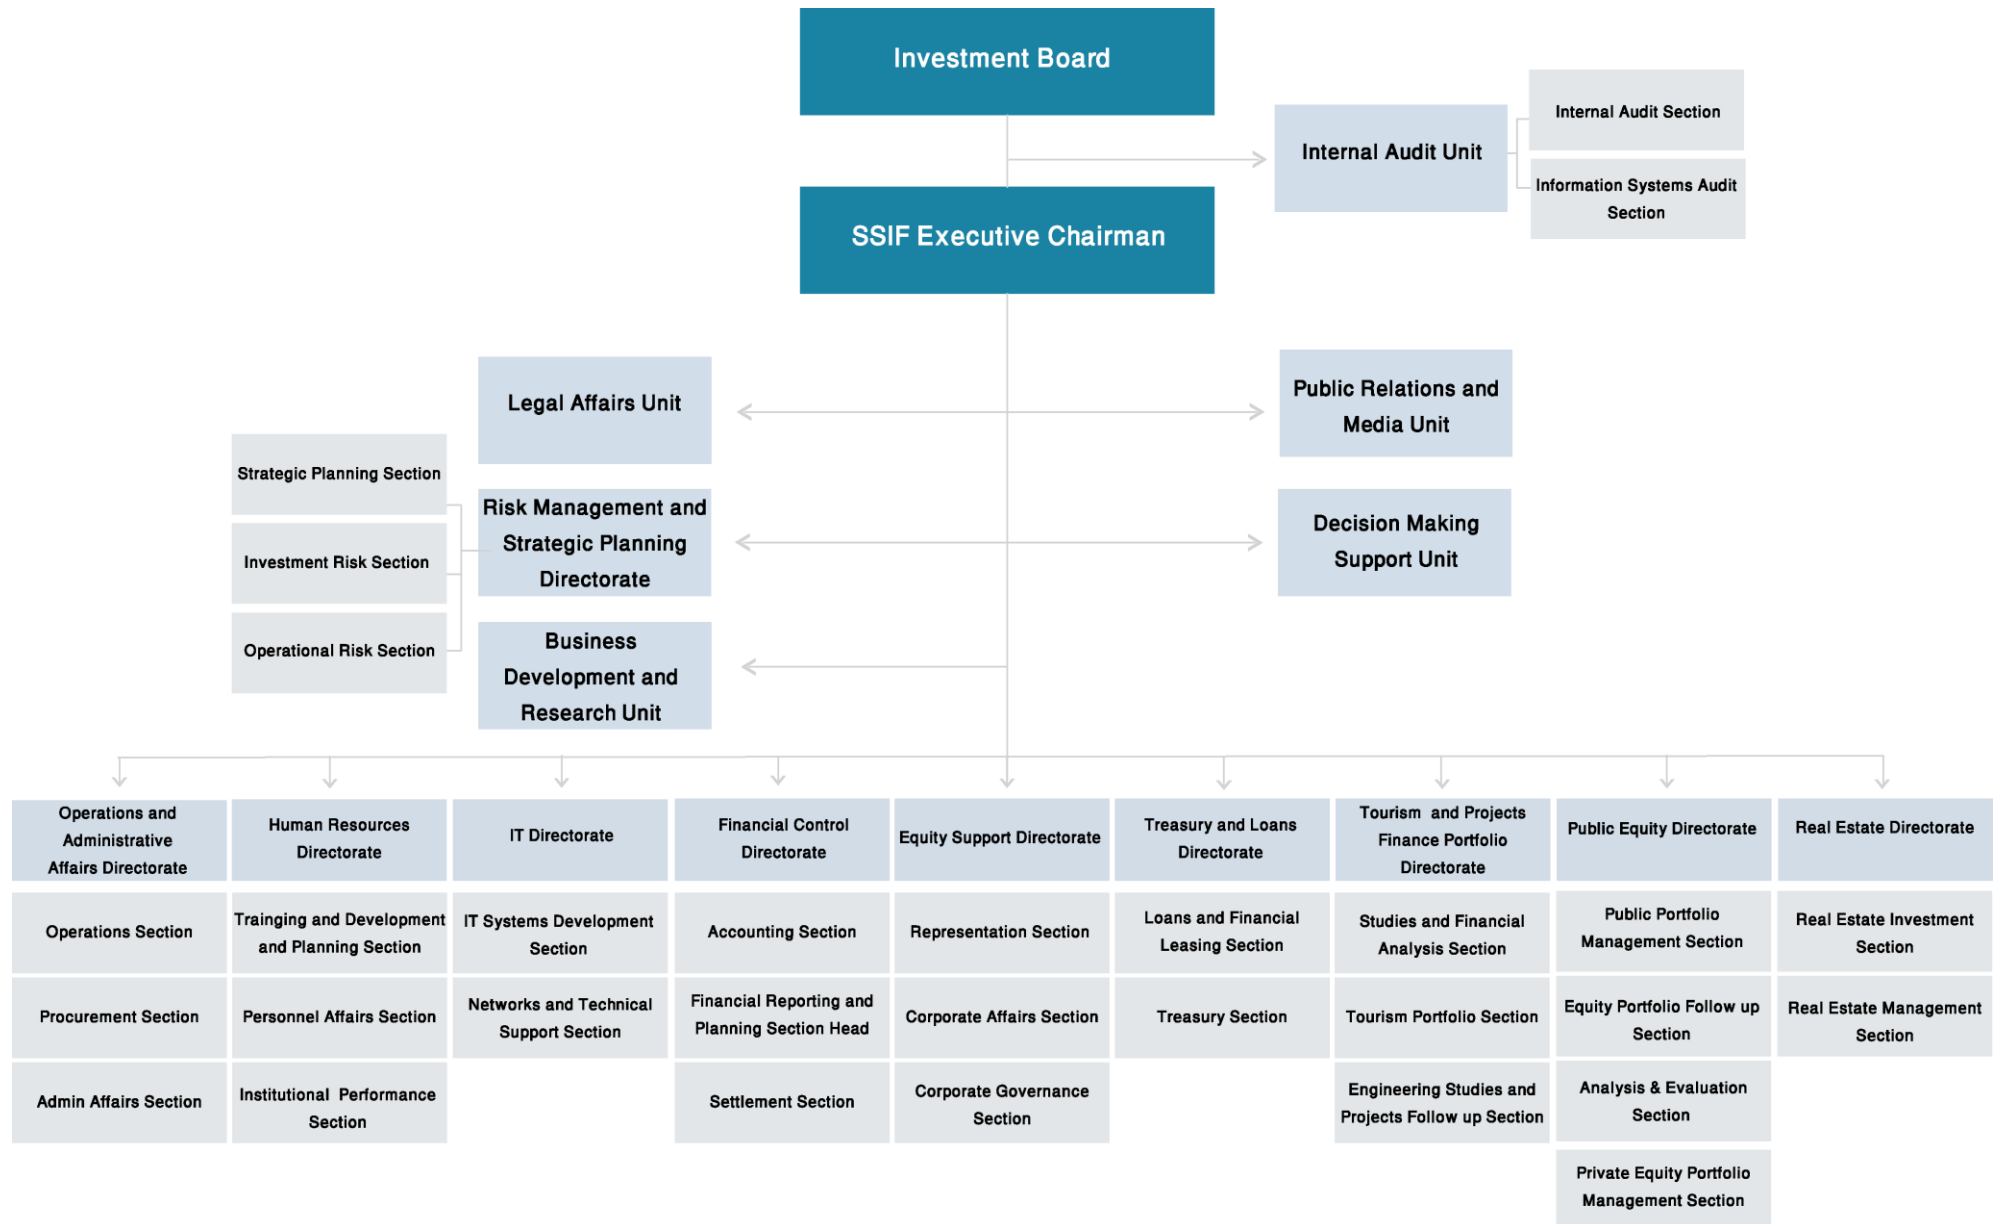 Investment Board
Internal Audit Section
Internal Audit Unit
Information Systems Audit
Section
SSIF Executive Chairman
Legal Affairs Unit
Public Relations and
Media Unit
Strategic Planning Section
Investment Risk Section
Operational Risk Section
Risk Management and
Strategic Planning
Directorate
Decision Making
Support Unit
Business
Development and
Research Unit
Operations and
Administrative
Affairs Directorate
Operations Section
Procurement Section
Admin Affairs Section
Human Resources
Directorate
Trainging and Development
and Planning Section
Personnel Affairs Section
Institutional Performance
Section
IT Directorate
IT Systems Development
Section
Networks and Technical
Support Section
Financial Control
Directorate
Accounting Section
Financial Reporting and
Planning Section Head
Settlement Section
Equity Support Directorate
Representation Section
Corporate Affairs Section
Corporate Governance
Section
Treasury and Loans
Directorate
Loans and Financial
Leasing Section
Treasury Section
Tourism and Projects
Finance Portfolio
Directorate
Studies and Financial
Analysis Section
Tourism Portfolio Section
Engineering Studies and
Projects Follow up Section
Public Equity Directorate
Public Portfolio
Management Section
Equity Portfolio Follow up
Section
Analysis & Evaluation
Section
Private Equity Portfolio
Management Section
Real Estate Directorate
Real Estate Investment
Section
Real Estate Management
Section